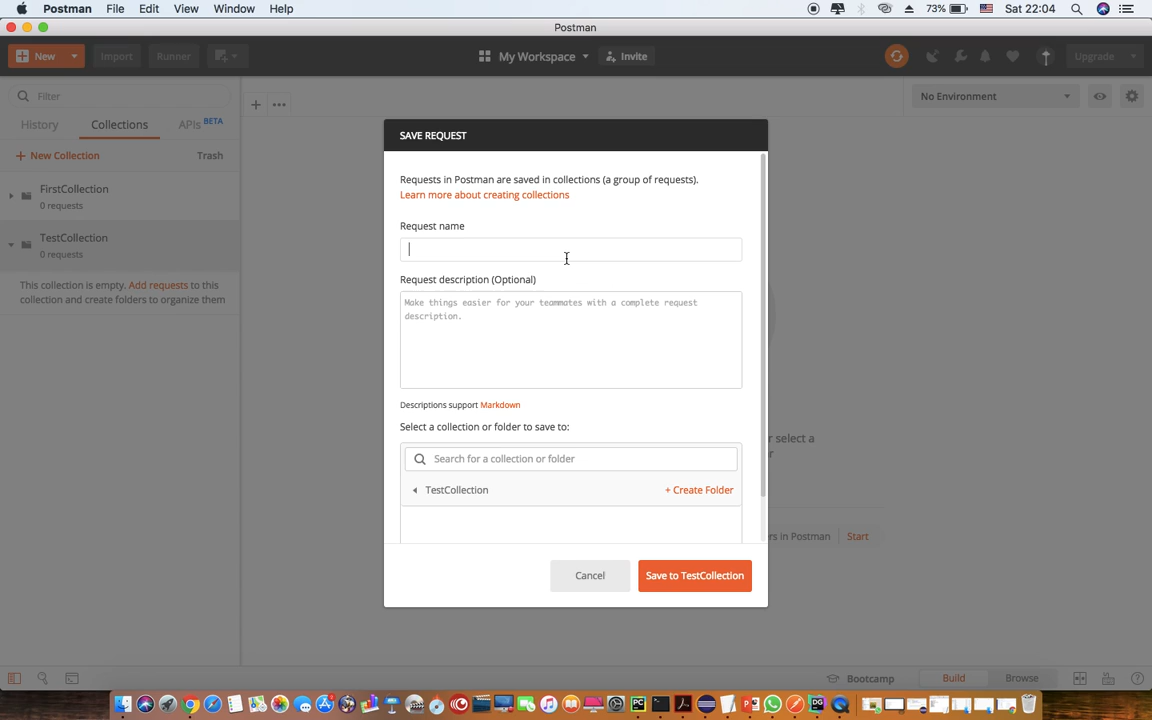 Postman File Edit View Window Help 73% Sat 22:04
Postman
New Import Runner My Workspace Invite Upgrade
Filter
No Environment
History Collections APIs BETA
+ New Collection Trash
FirstCollection
0 requests
TestCollection
0 requests
This collection is empty. Add requests to this
collection and create folders to organize them
SAVE REQUEST
Requests in Postman are saved in collections (a group of requests).
Learn more about creating collections
Request name
Request description (Optional)
Make things easier for your teammates with a complete request
description.
Descriptions support Markdown
Select a collection or folder to save to:
Search for a collection or folder
TestCollection + Create Folder
Cancel Save to TestCollection
r select a
r
rs in Postman Start
Bootcamp Build Browse